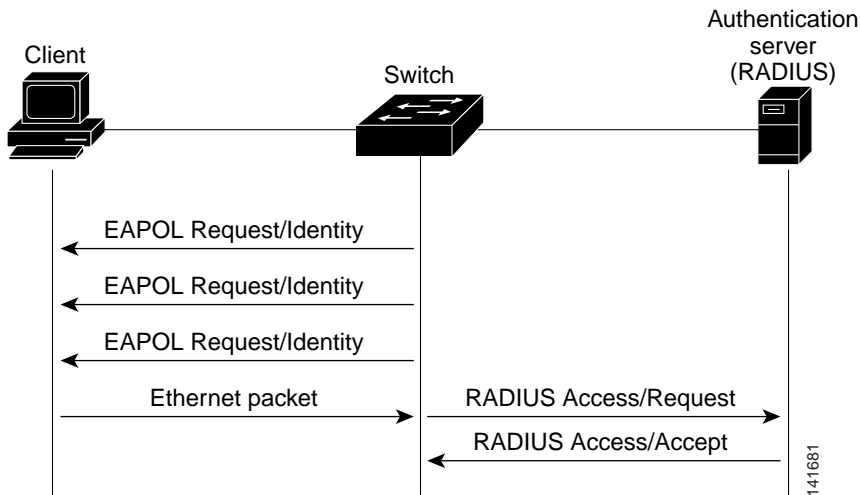 Authentication
server
(RADIUS)
Client
Switch
EAPOL Request/Identity
EAPOL Request/Identity
EAPOL Request/Identity
Ethernet packet
RADIUS Access/Request
RADIUS Access/Accept
141681